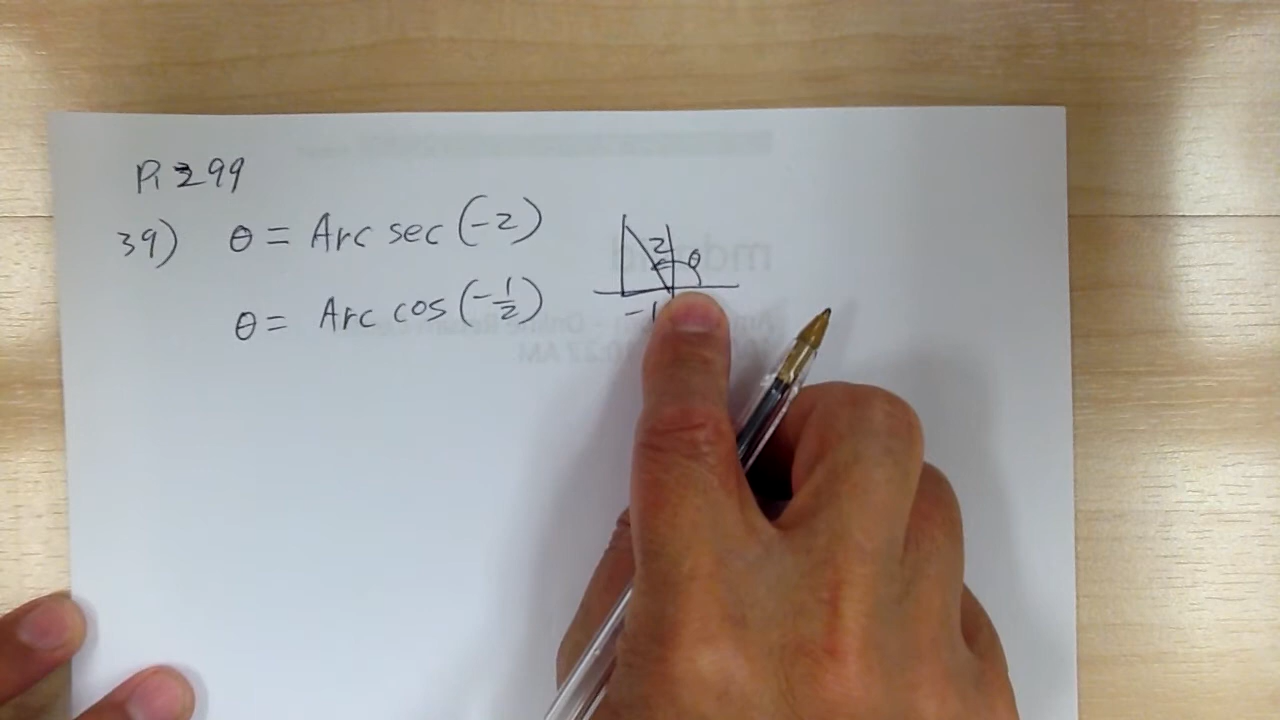 P. 299
39) θ = Arc sec (-2)
θ = Arc cos (-1/2)
2 θ
-1